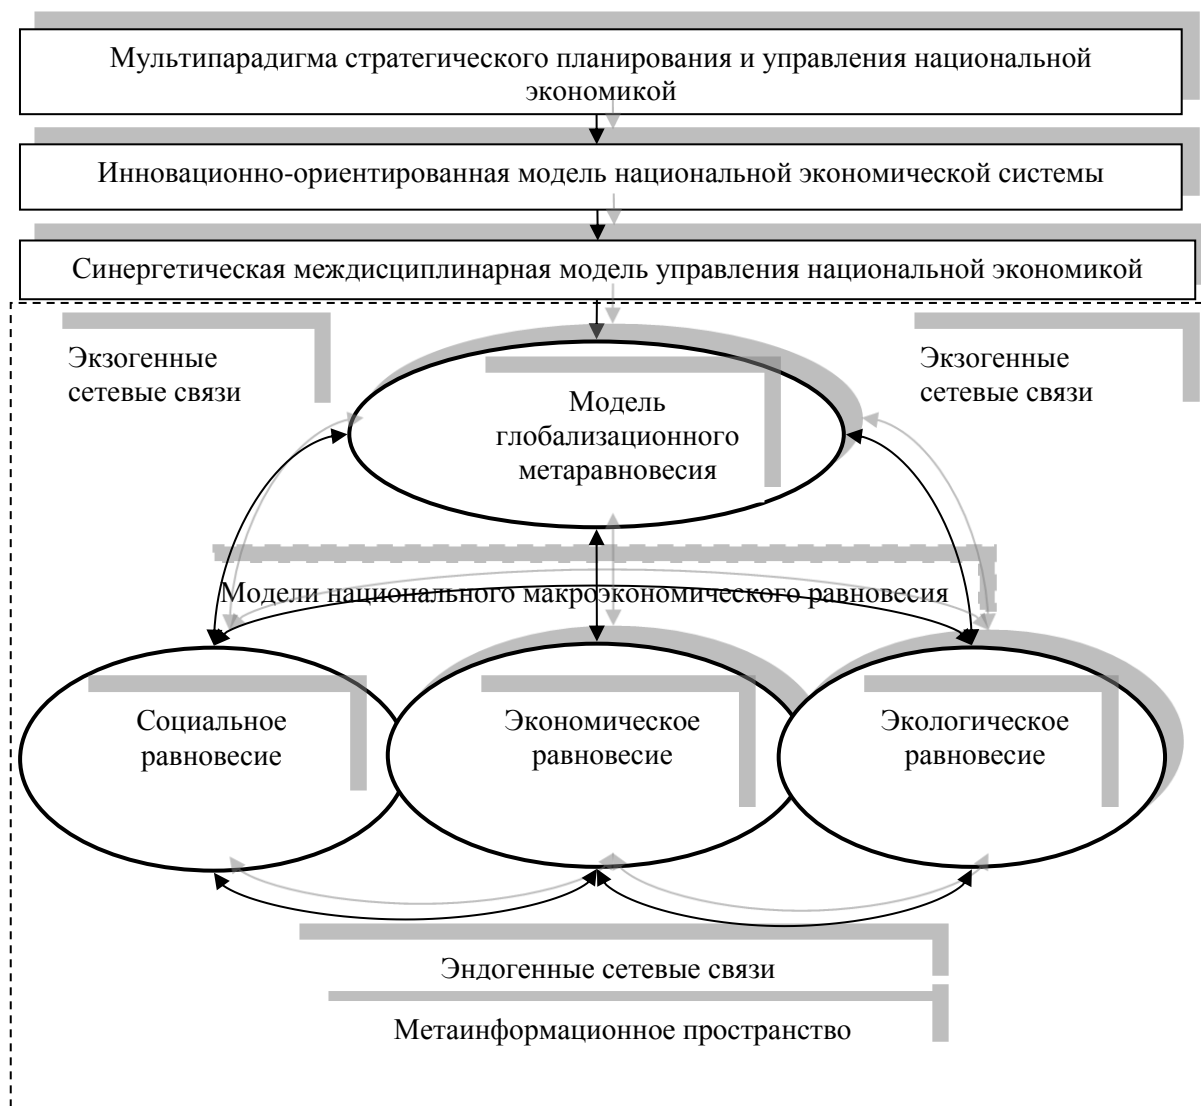 Мультипарадигма стратегического планирования и управления национальной
экономикой
Инновационно-ориентированная модель национальной экономической системы
Синергетическая междисциплинарная модель управления национальной экономикой
Экзогенные
сетевые связи
Экзогенные
сетевые связи
Модель
глобализационного
метаравновесия
Модели национального макроэкономического равновесия
Социальное
равновесие
Экономическое
равновесие
Экологическое
равновесие
Эндогенные сетевые связи
Метаинформационное пространство